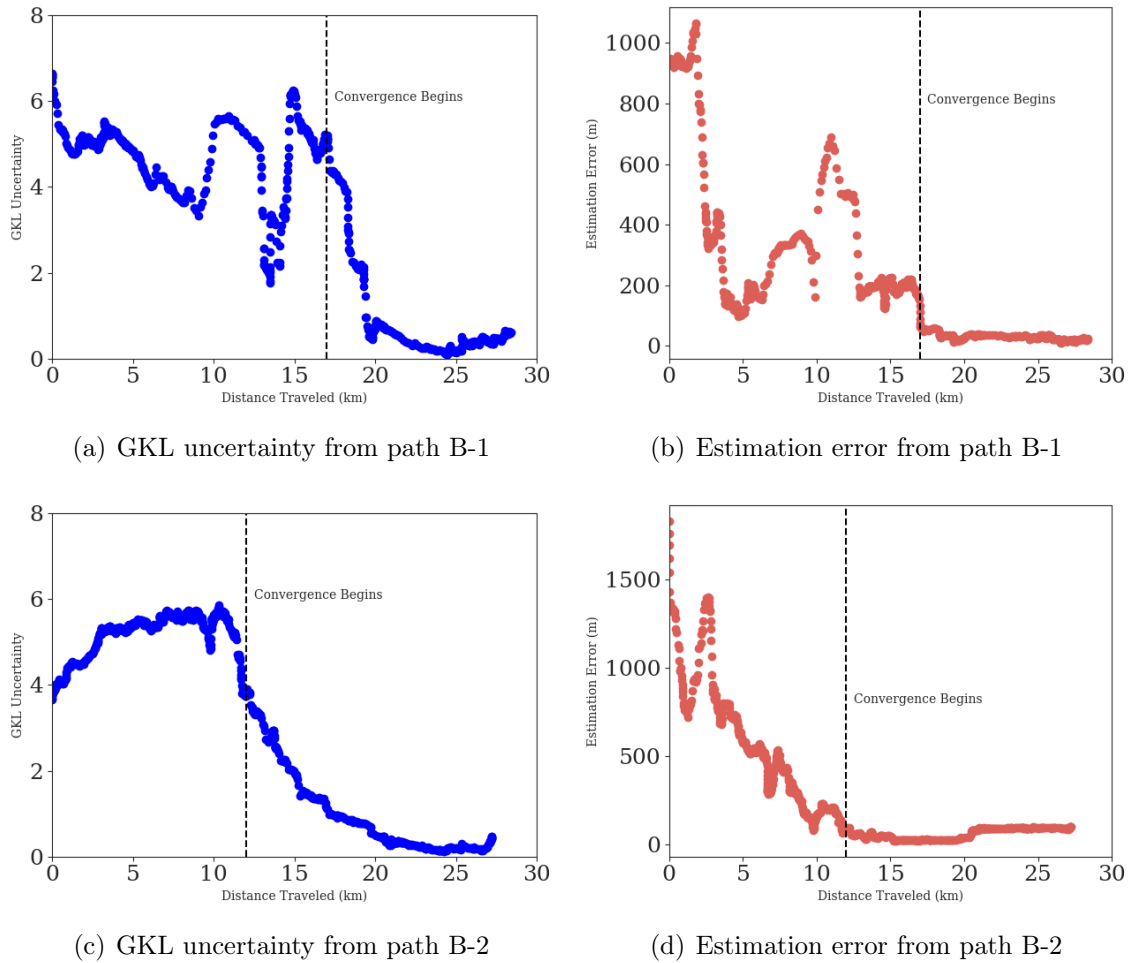 8
6
4
2
0
GKL Uncertainty
Convergence Begins
0 5 10 15 20 25 30
Distance Traveled (km)
(a) GKL uncertainty from path B-1
1000
800
600
400
200
0
Estimation Error (m)
Convergence Begins
0 5 10 15 20 25 30
Distance Traveled (km)
(b) Estimation error from path B-1
8
6
4
2
0
GKL Uncertainty
Convergence Begins
0 5 10 15 20 25 30
Distance Traveled (km)
(c) GKL uncertainty from path B-2
1500
1000
500
0
Estimation Error (m)
Convergence Begins
0 5 10 15 20 25 30
Distance Traveled (km)
(d) Estimation error from path B-2